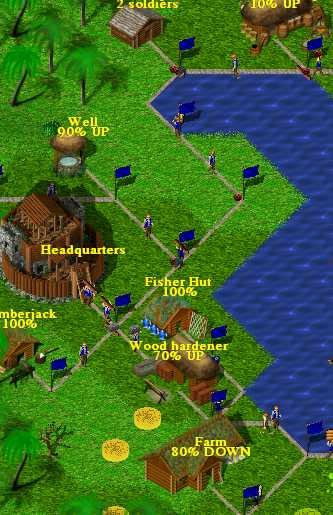 2 soldiers
10% UP
Well
90% UP
Headquarters
Fisher Hut
100%
mberjack
100%
Wood hardener
70% UP
Farm
80% DOWN